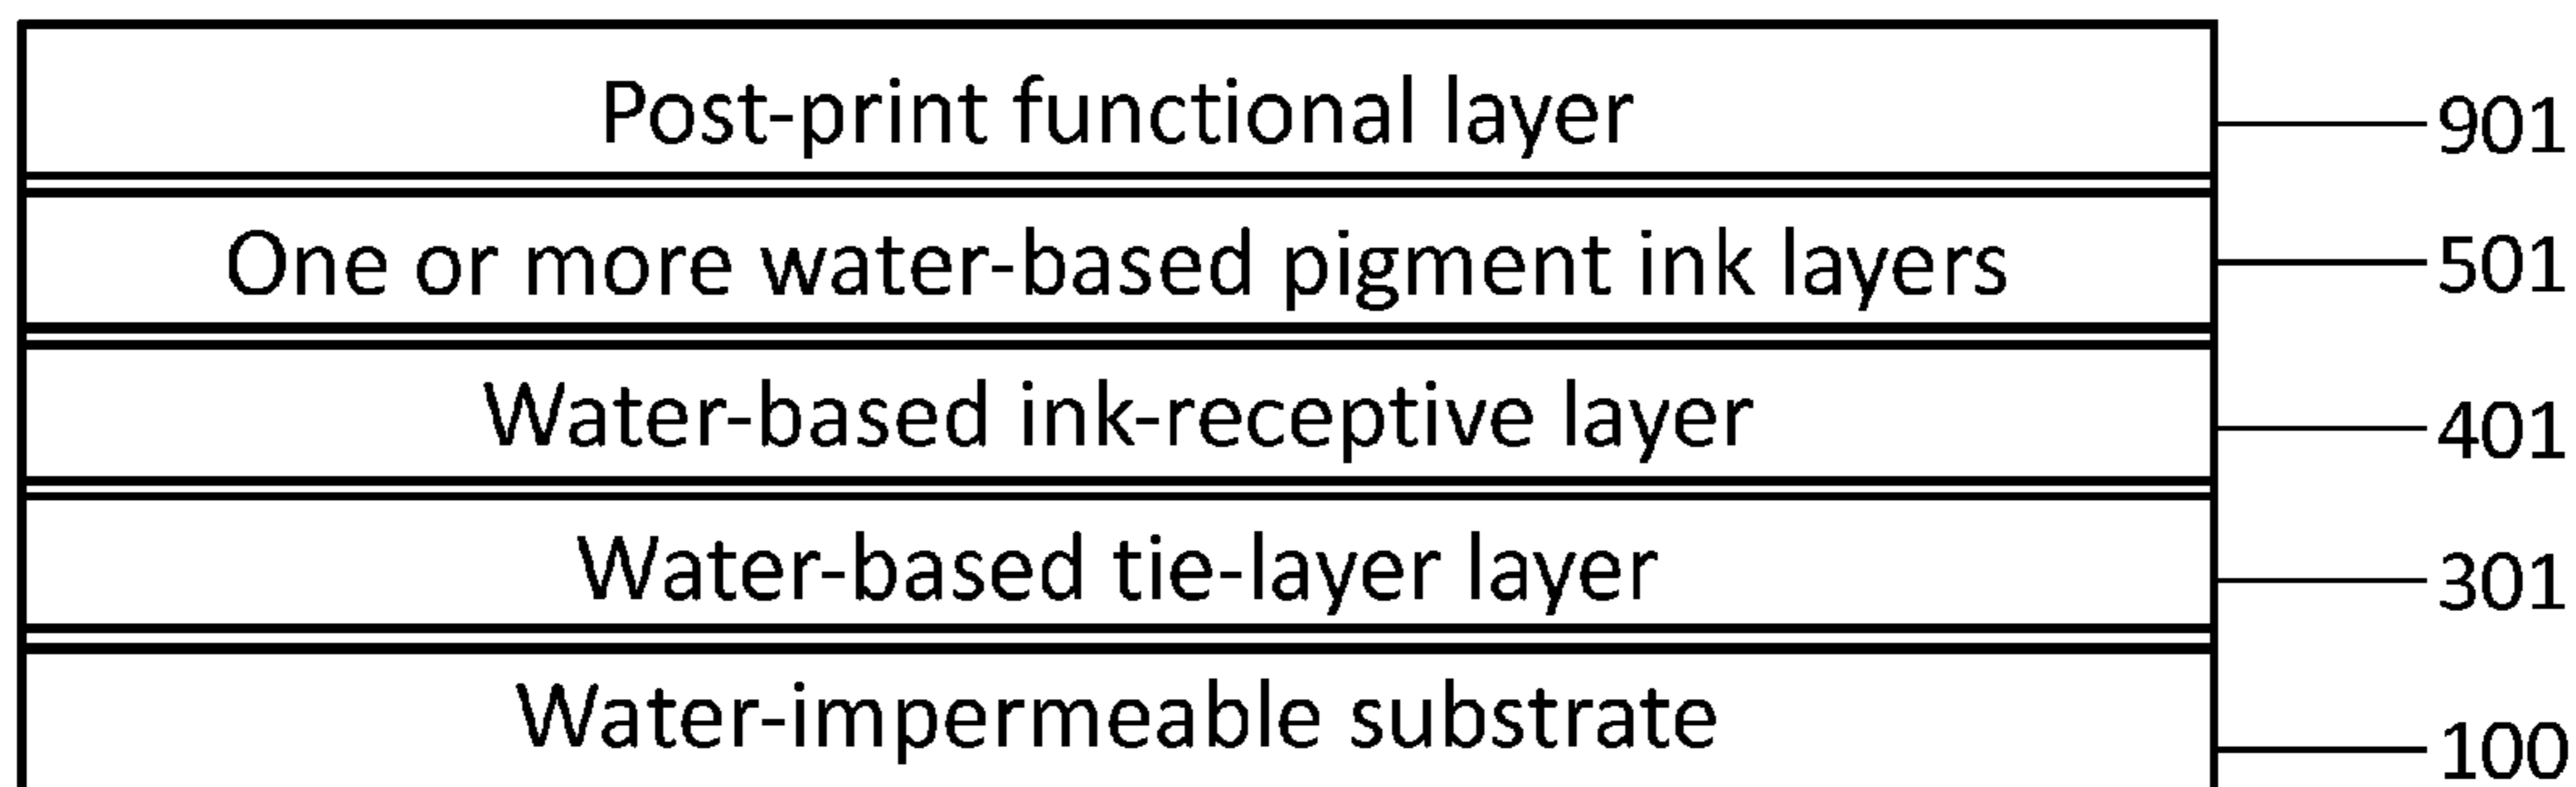 Post-print functional layer 901
One or more water-based pigment ink layers 501
Water-based ink-receptive layer 401
Water-based tie-layer layer 301
Water-impermeable substrate 100